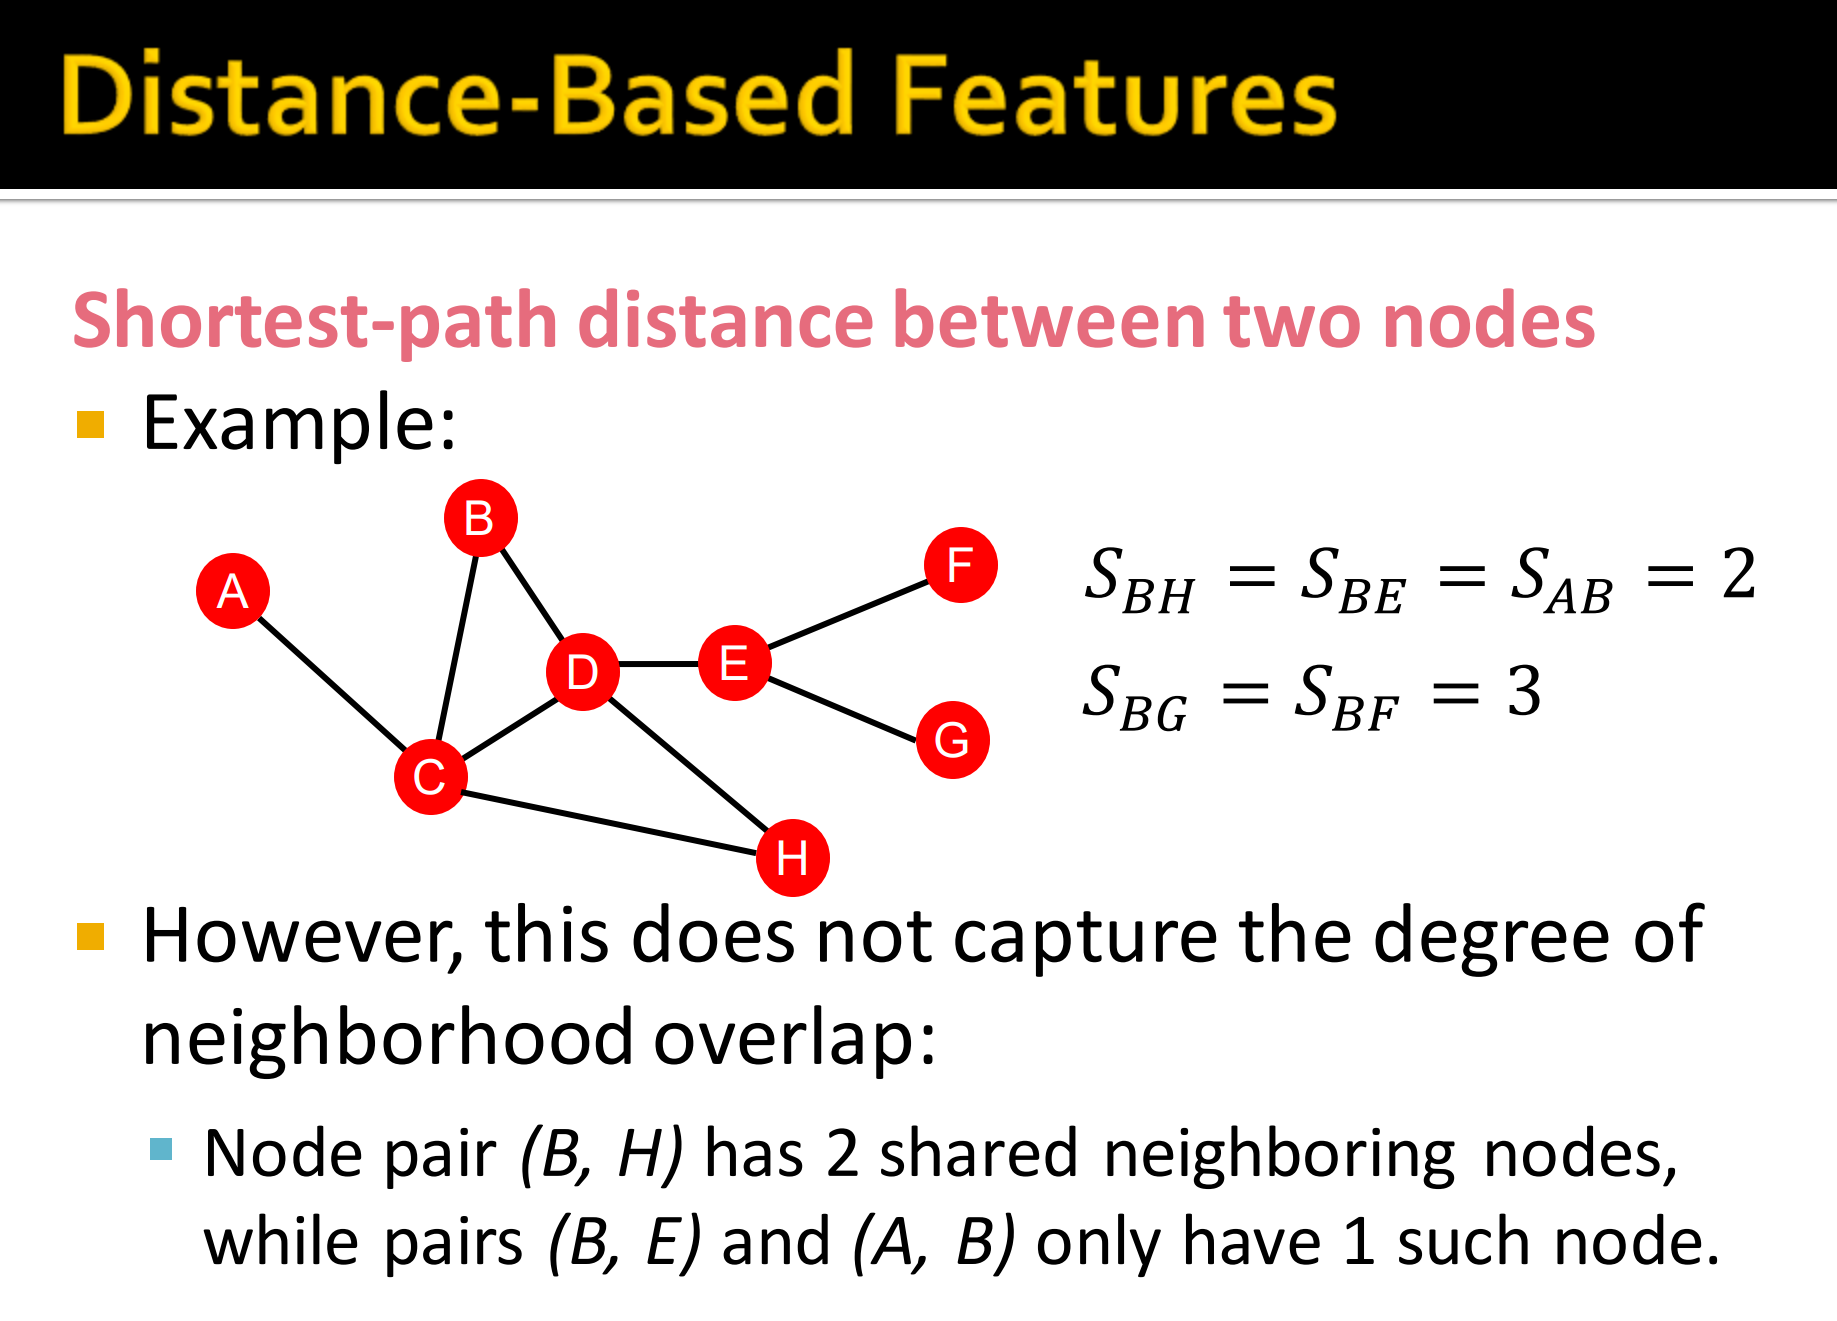 Distance-Based Features
Shortest-path distance between two nodes
Example:
B
F
A
D
E
G
C
H
S_{BH} = S_{BE} = S_{AB} = 2
S_{BG} = S_{BF} = 3
However, this does not capture the degree of
neighborhood overlap:
Node pair (B, H) has 2 shared neighboring nodes,
while pairs (B, E) and (A, B) only have 1 such node.